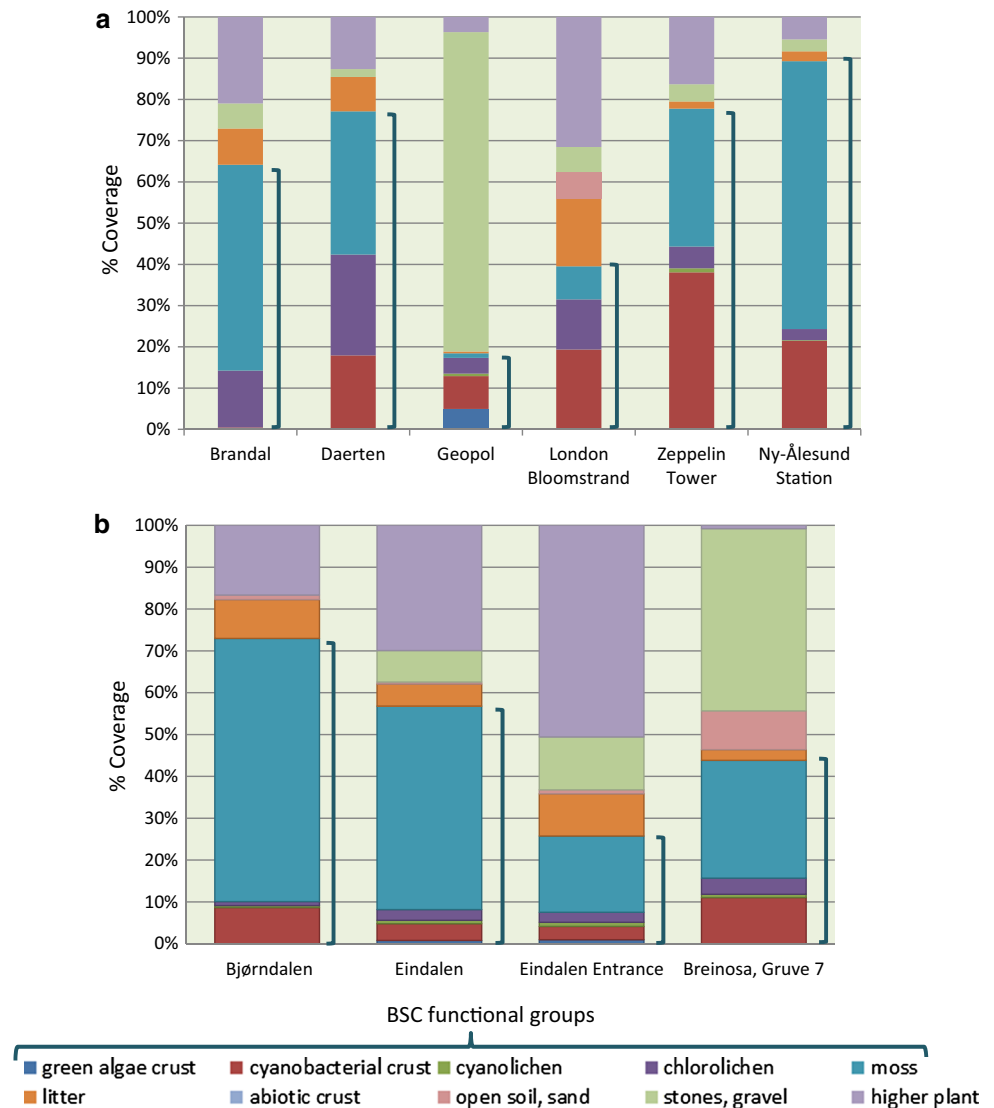 a
100%
90%
80%
70%
60%
50%
40%
30%
20%
10%
0%
% Coverage
Brandal
Daerten
Geopol
London Bloomstrand
Zeppelin Tower
Ny-Ålesund Station
b
100%
90%
80%
70%
60%
50%
40%
30%
20%
10%
0%
% Coverage
Bjørndalen
Eindalen
Eindalen Entrance
Breinosa, Gruve 7
BSC functional groups
green algae crust
cyanobacterial crust
cyanolichen
chlorolichen
moss
litter
abiotic crust
open soil, sand
stones, gravel
higher plant